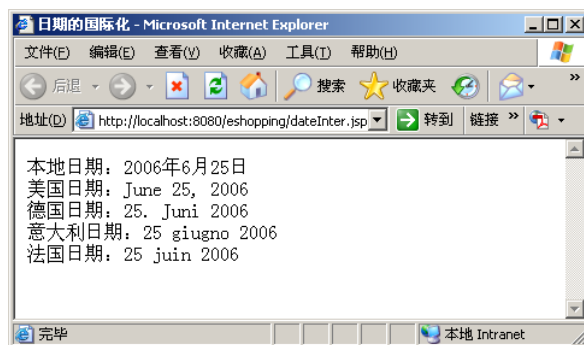 日期的国际化 - Microsoft Internet Explorer
文件(F) 编辑(E) 查看(V) 收藏(A) 工具(T) 帮助(H)
后退 搜索 收藏夹 »
地址(D) http://localhost:8080/eshopping/dateInter.jsp 转到 链接 »
本地日期：2006年6月25日
美国日期：June 25, 2006
德国日期：25. Juni 2006
意大利日期：25 giugno 2006
法国日期：25 juin 2006
完毕 本地 Intranet